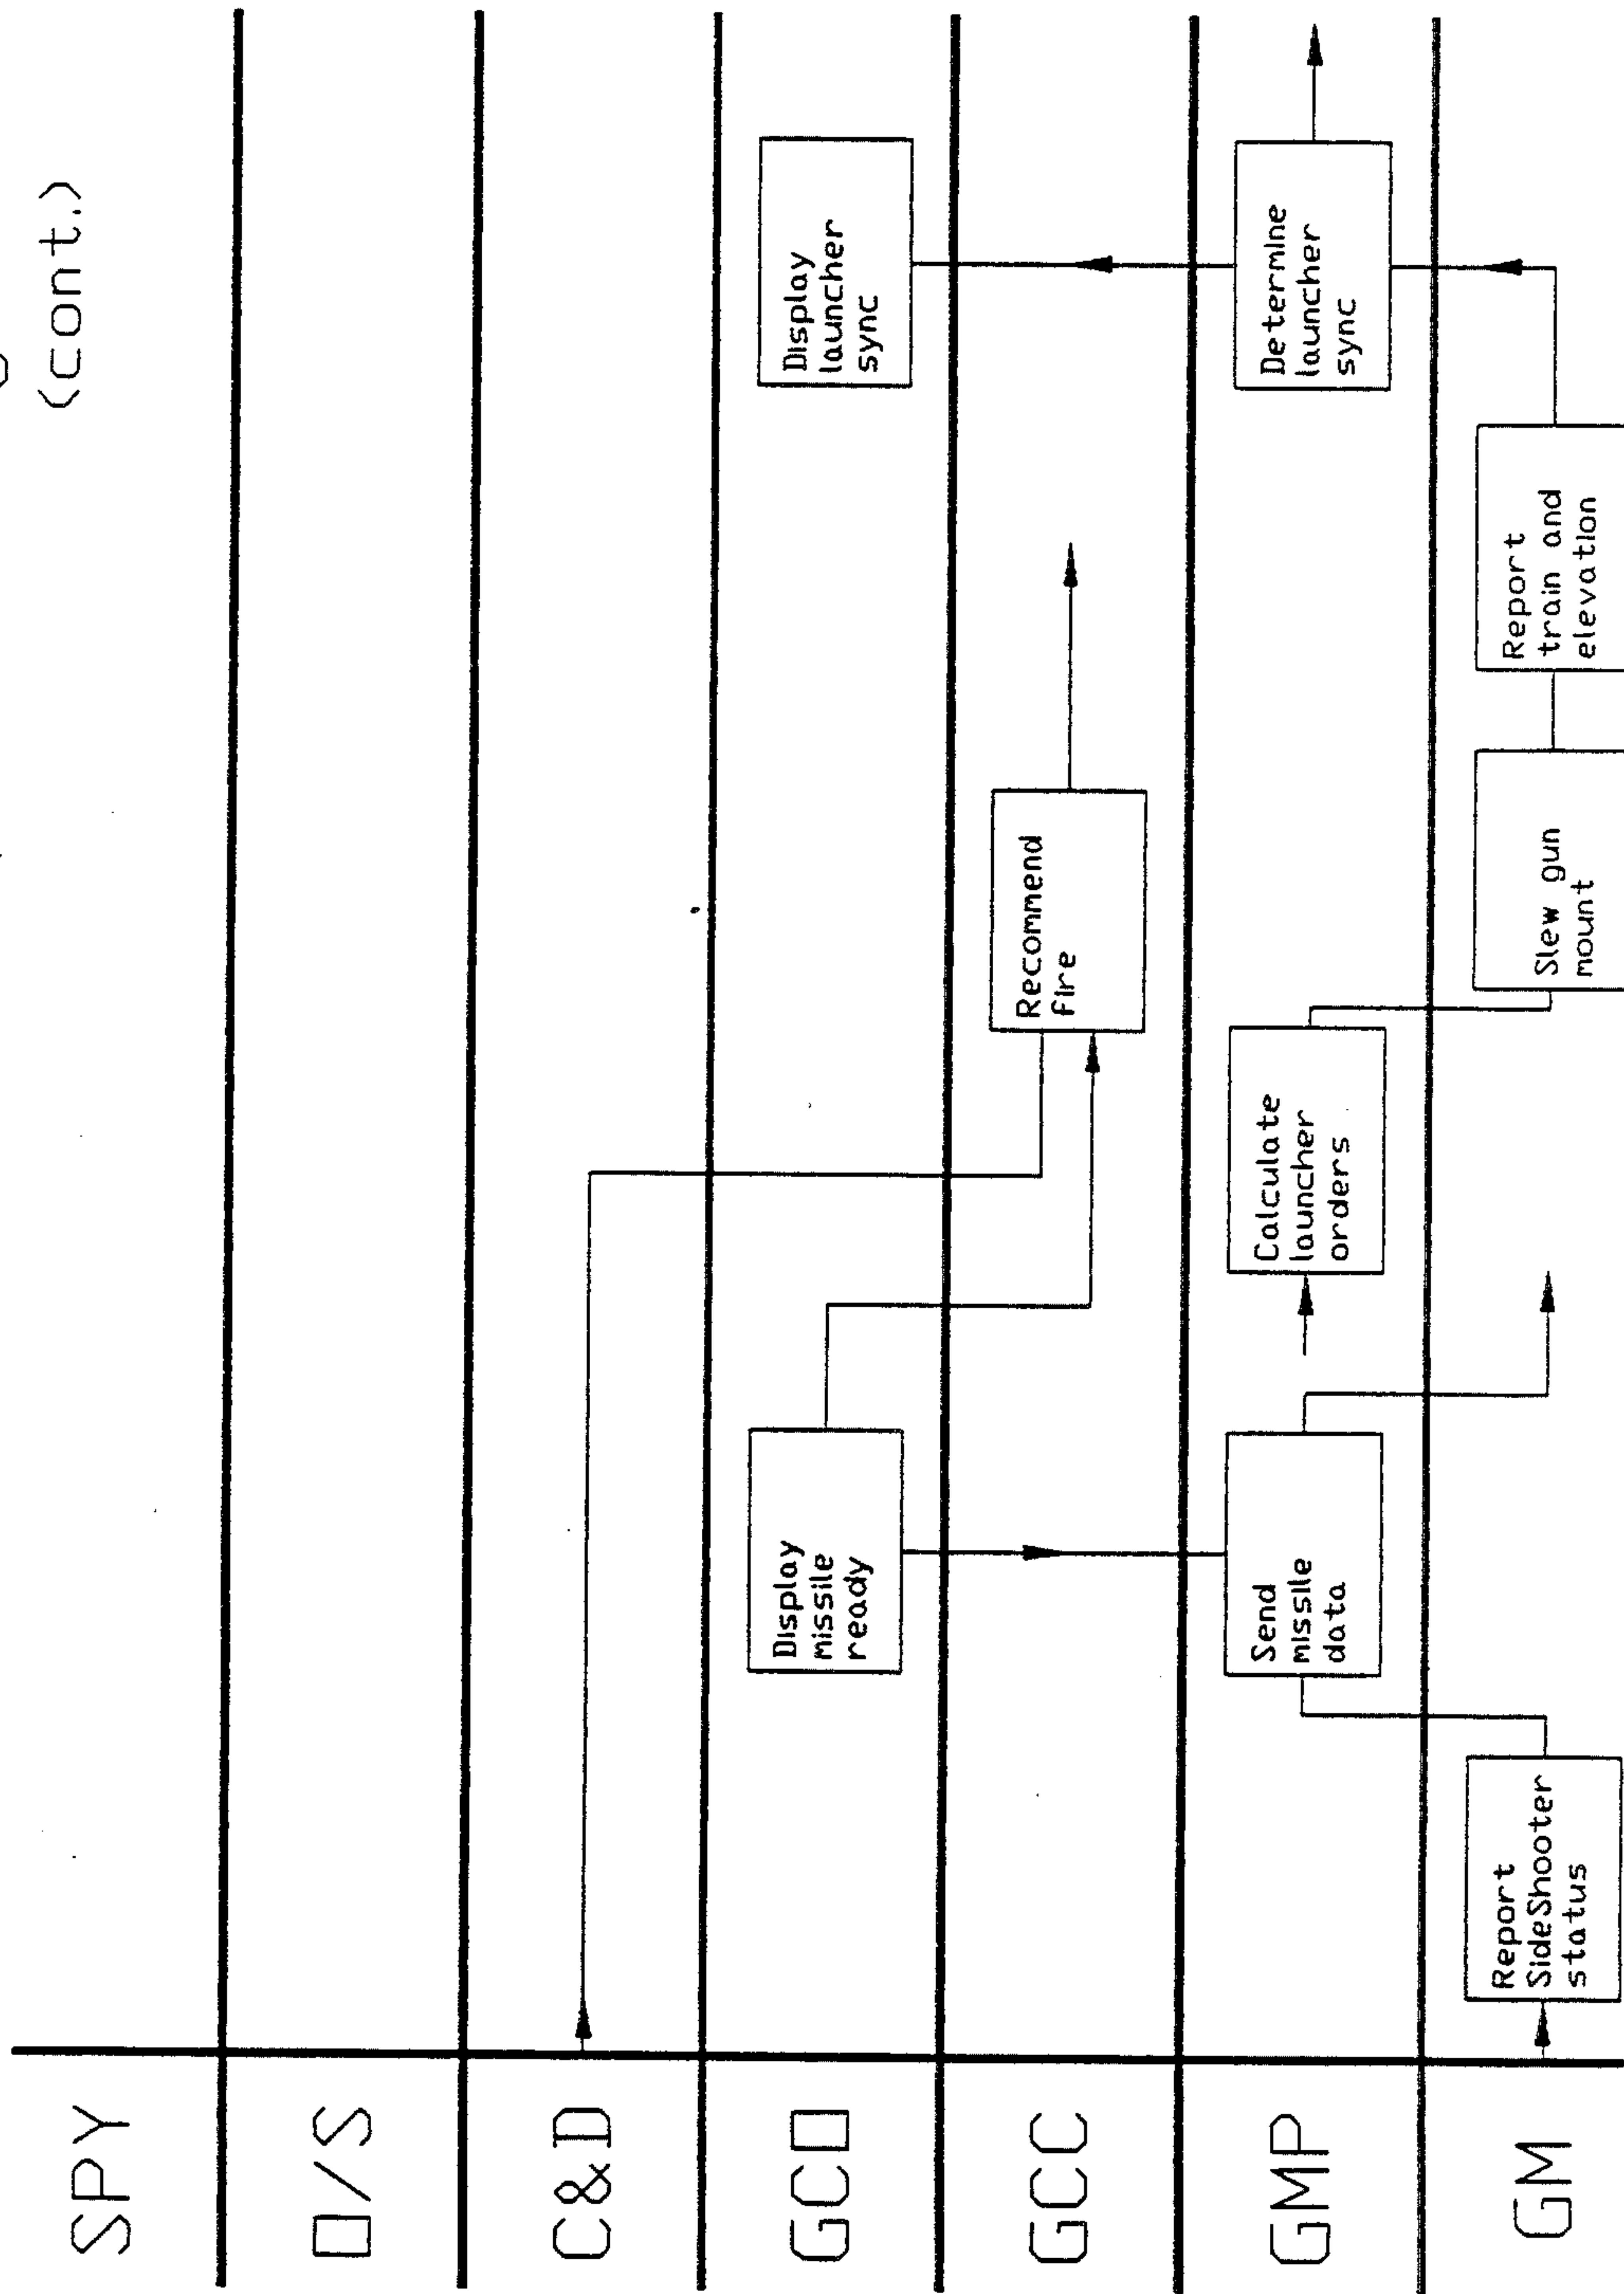 (cont.)
SPY
O/S
C&D
GCO
GCC
GMP
GM
Display
missile
ready
Display
launcher
sync
Recommend
fire
Send
missile
data
Calculate
launcher
orders
Determine
launcher
sync
Report
SideShooter
status
Slew gun
mount
Report
train and
elevation